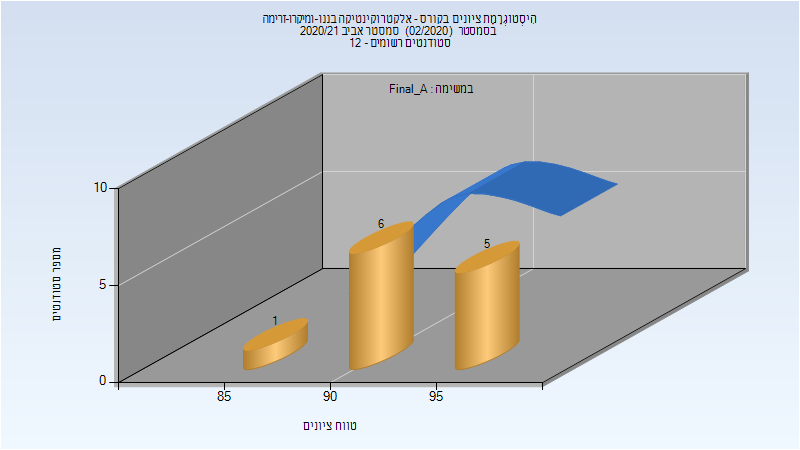 היסטוגרמת ציונים בקורס - אלקטרוקינטיקה בננו-ומיקרו-זרימה
בסמסטר (02/2020) סמסטר אביב 2020/21
סטודנטים רשומים - 12
במשימה : Final_A
מספר סטודנטים
10
5
0
1
6
5
85
90
95
טווח ציונים